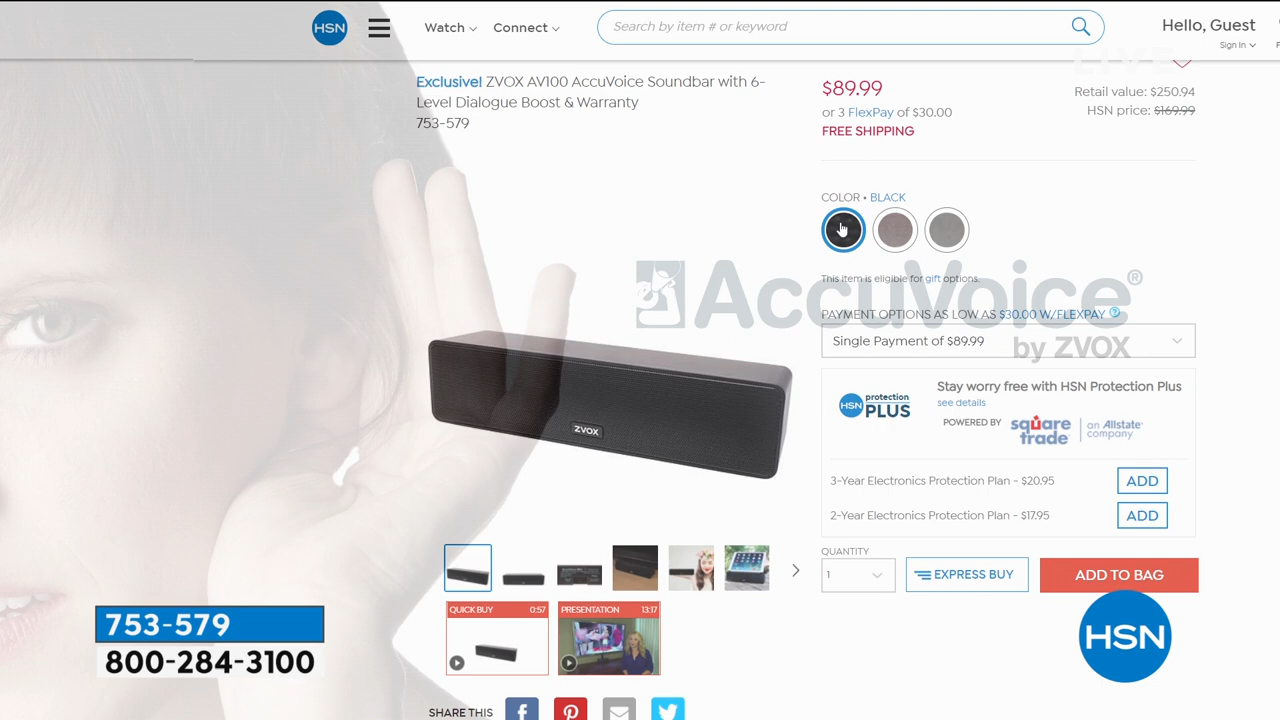 HSN
Watch
Connect
Search by item # or keyword
Hello, Guest
Sign In
LIVE
Exclusive! ZVOX AV100 AccuVoice Soundbar with 6-
Level Dialogue Boost & Warranty
753-579
$89.99
or 3 FlexPay of $30.00
FREE SHIPPING
Retail value: $250.94
HSN price: $169.99
COLOR • BLACK
This item is eligible for gift options.
AccuVoice®
by ZVOX
PAYMENT OPTIONS AS LOW AS $30.00 W/FLEXPAY ?
Single Payment of $89.99
HSN protection PLUS
Stay worry free with HSN Protection Plus
see details
POWERED BY square trade | an Allstate company
3-Year Electronics Protection Plan - $20.95 ADD
2-Year Electronics Protection Plan - $17.95 ADD
ZVOX
QUANTITY
1
EXPRESS BUY
ADD TO BAG
QUICK BUY 0:57
PRESENTATION 13:17
753-579
800-284-3100
HSN
SHARE THIS